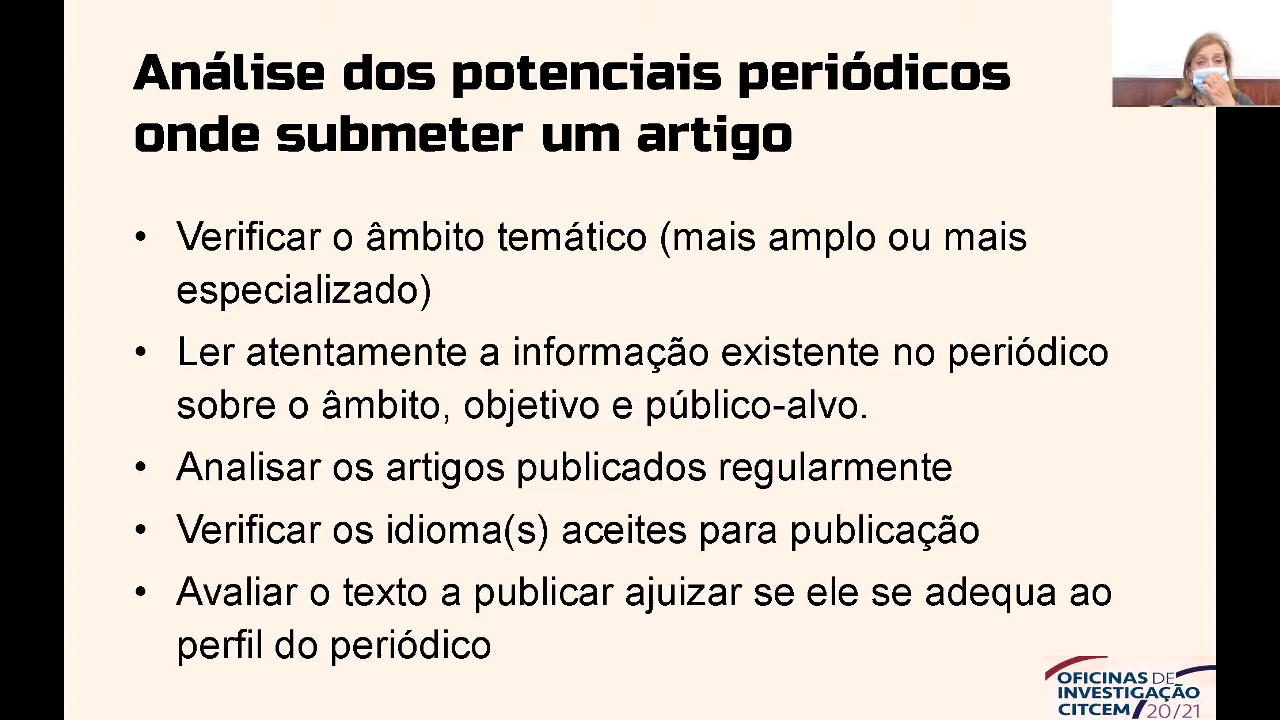 Análise dos potenciais periódicos
onde submeter um artigo
• Verificar o âmbito temático (mais amplo ou mais
especializado)
• Ler atentamente a informação existente no periódico
sobre o âmbito, objetivo e público-alvo.
• Analisar os artigos publicados regularmente
• Verificar os idioma(s) aceites para publicação
• Avaliar o texto a publicar ajuizar se ele se adequa ao
perfil do periódico
OFICINAS DE
INVESTIGAÇÃO
CITCEM/20/21